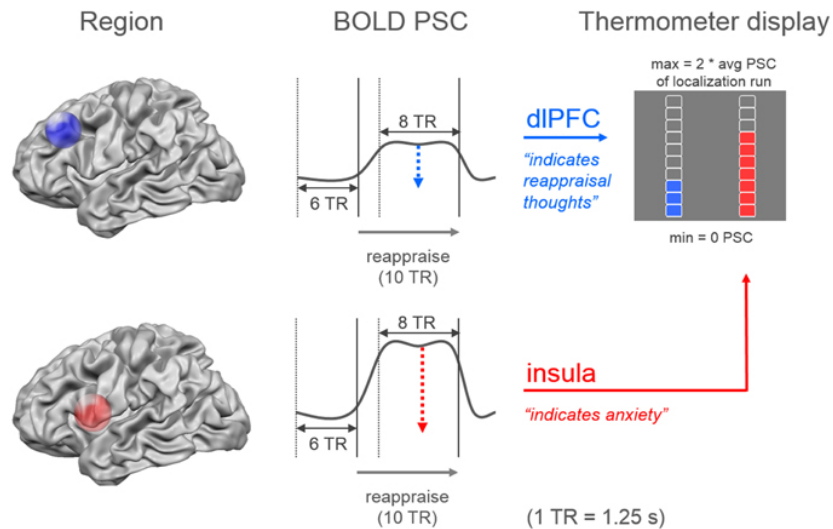 Region
BOLD PSC
Thermometer display
max = 2 * avg PSC
of localization run
8 TR
6 TR
reappraise
(10 TR)
dlPFC
"indicates
reappraisal
thoughts"
min = 0 PSC
8 TR
6 TR
reappraise
(10 TR)
insula
"indicates anxiety"
(1 TR = 1.25 s)